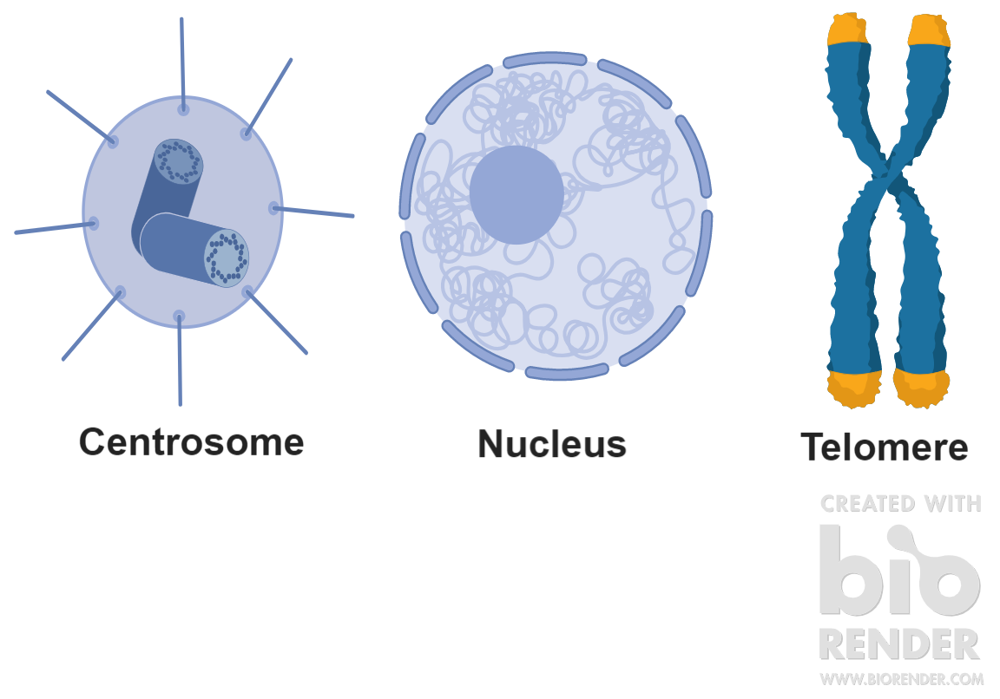 Centrosome
Nucleus
Telomere
CREATED WITH
bio
RENDER
WWW.BIORENDER.COM